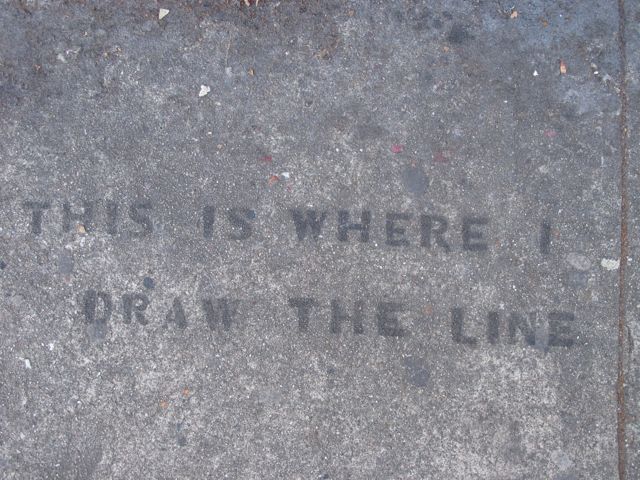 THIS IS WHERE I
DRAW THE LINE